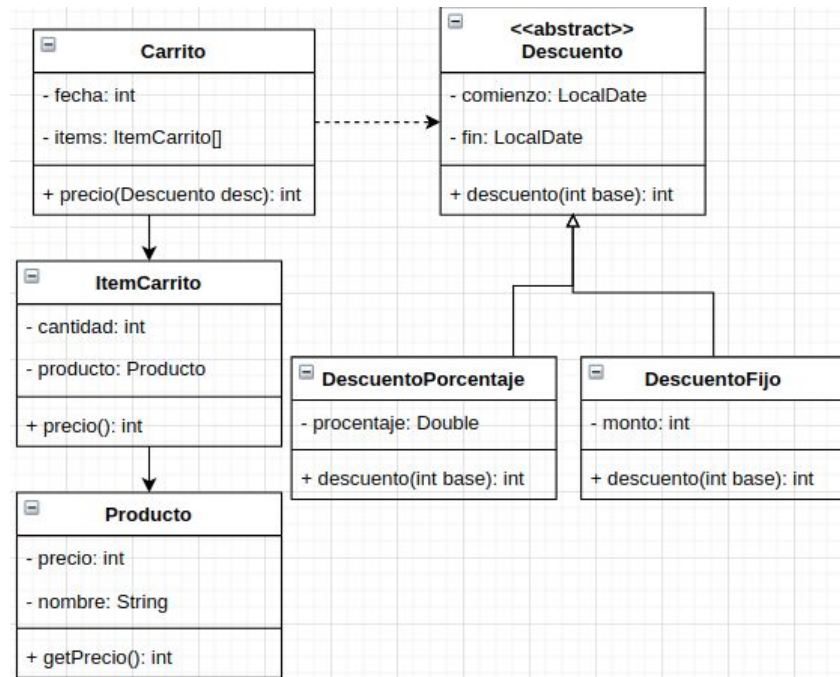 Carrito
- fecha: int
- items: ItemCarrito[]
+ precio(Descuento desc): int
<<abstract>>
Descuento
- comienzo: LocalDate
- fin: LocalDate
+ descuento(int base): int
ItemCarrito
- cantidad: int
- producto: Producto
+ precio(): int
DescuentoPorcentaje
- procentaje: Double
+ descuento(int base): int
DescuentoFijo
- monto: int
+ descuento(int base): int
Producto
- precio: int
- nombre: String
+ getPrecio(): int